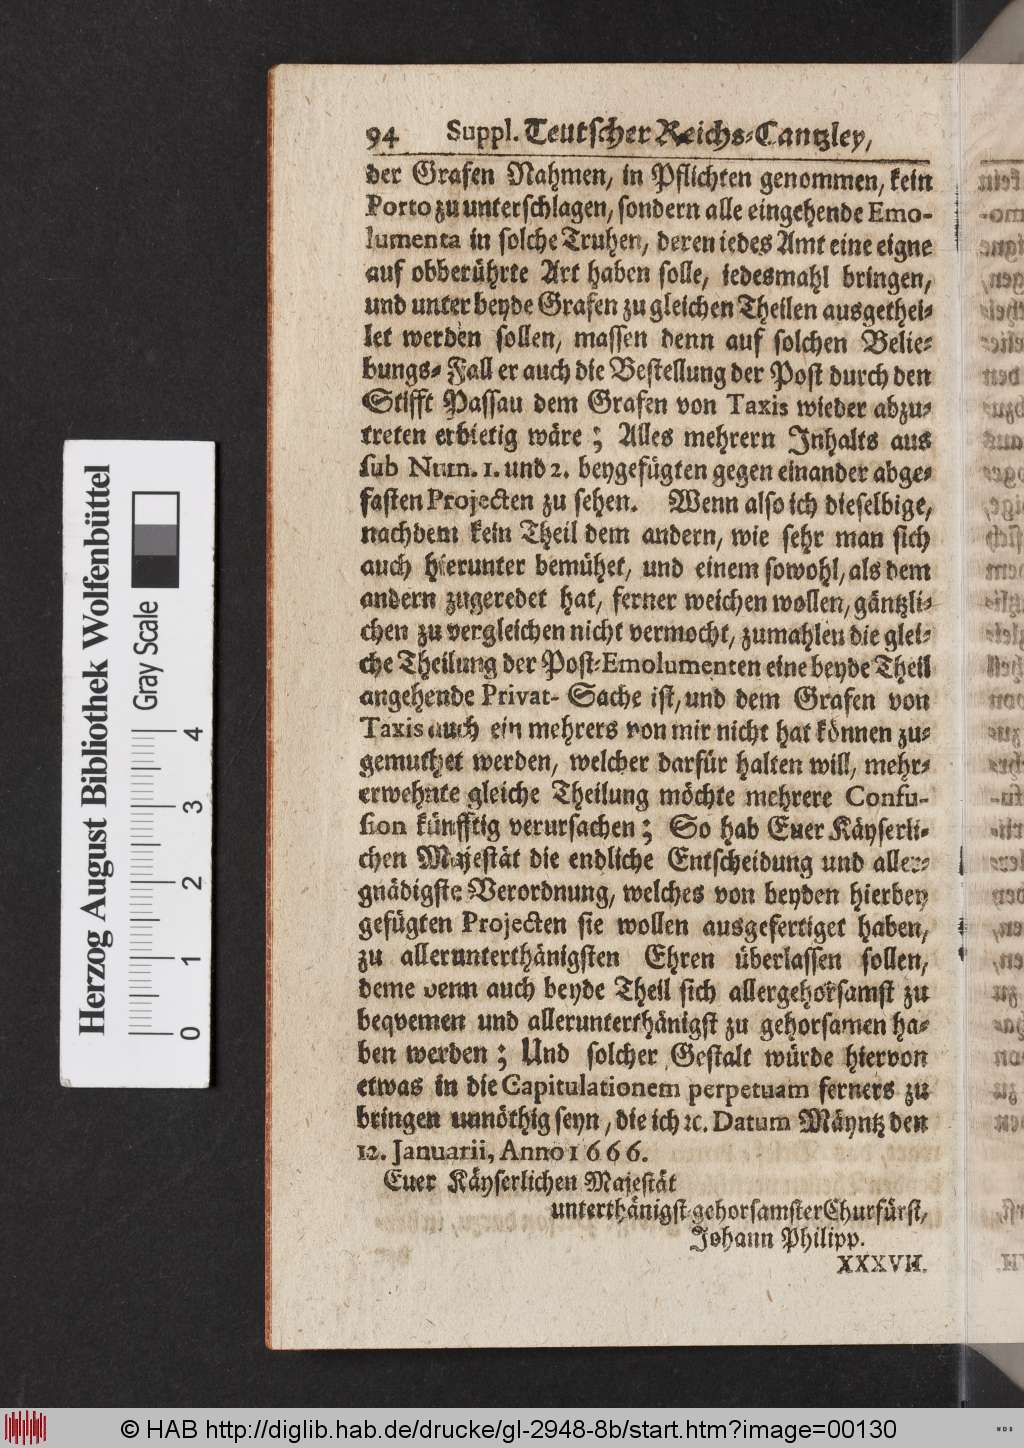 94 Suppl. Teutscher Reichs-Cantzley,
der Grafen Nahmen, in Pflichten genommen, kein
Porto zu unterschlagen, sondern alle eingehende Emo-
lumenta in solche Truhen, deren iedes Amt eine eigne
auf obberührte Art haben solle, iedesmahl bringen,
und unter beyde Grafen zu gleichen Theilen ausgethei-
let werden sollen, massen denn auf solchen Belie-
bungs-Fall er auch die Bestellung der Post durch den
Stifft Passau dem Grafen von Taxis wieder abzu-
treten erbietig wäre; Alles mehrern Inhalts aus
sub Num. 1. und 2. beygefügten gegen einander abge-
fasten Projecten zu sehen. Wenn also ich dieselbige,
nachdem kein Theil dem andern, wie sehr man sich
auch hierunter bemühet, und einem sowohl, als dem
andern zugeredet hat, ferner weichen wollen, gäntzli-
chen zu vergleichen nicht vermocht, zumahlen die glei-
che Theilung der Post-Emolumenten eine beyde Theil
angehende Privat-Sache ist, und dem Grafen von
Taxis auch ein mehrers von mir nicht hat können zu-
gemuthet werden, welcher darfür halten will, mehr-
erwehnte gleiche Theilung möchte mehrere Confu-
sion künfftig verursachen; So hab Euer Käyserli-
chen Majestät die endliche Entscheidung und aller-
gnädigste Verordnung, welches von beyden hierbey
gefügten Projecten sie wollen ausgefertiget haben,
zu allerunterthänigsten Ehren überlassen sollen,
deme denn auch beyde Theil sich allergehorsamst zu
beqvemen und allerunterthänigst zu gehorsamen ha-
ben werden; Und solcher Gestalt würde hiervon
etwas in die Capitulationem perpetuam ferners zu
bringen unnöthig seyn, die ich ꝛc. Datum Mäyntz den
12. Januarii, Anno 1666.
Euer Käyserlichen Majestät
unterthänigst-gehorsamster Churfürst,
Johann Philipp.
XXXVII.
Herzog August Bibliothek Wolfenbüttel
Gray Scale
0 1 2 3 4
© HAB http://diglib.hab.de/drucke/gl-2948-8b/start.htm?image=00130